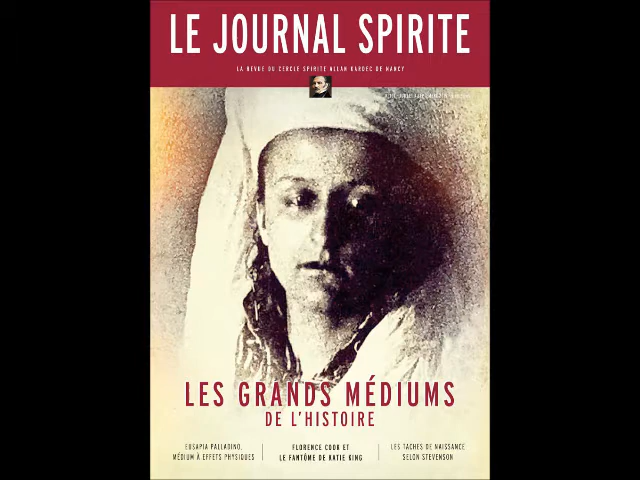 LE JOURNAL SPIRITE
LA REVUE DU CERCLE SPIRITE ALLAN KARDEC DE NANCY
LES GRANDS MÉDIUMS
DE L'HISTOIRE
EUSAPIA PALLADINO,
MÉDIUM À EFFETS PHYSIQUES
FLORENCE COOK ET
LE FANTÔME DE KATIE KING
LES TACHES DE NAISSANCE
SELON STEVENSON